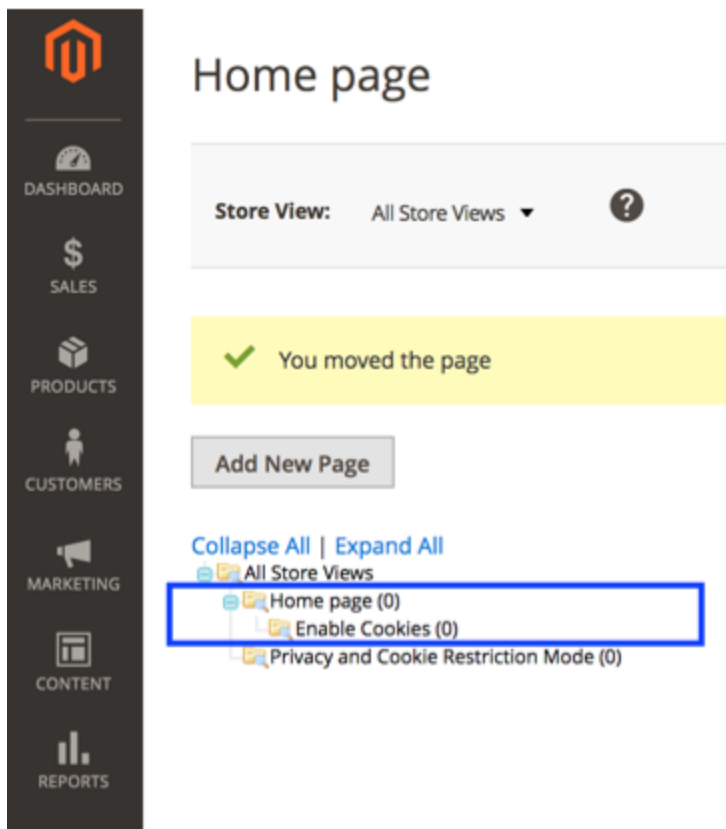 Home page
DASHBOARD
Store View: All Store Views ?
$
SALES
You moved the page
PRODUCTS
Add New Page
CUSTOMERS
Collapse All | Expand All
All Store Views
MARKETING
Home page (0)
Enable Cookies (0)
Privacy and Cookie Restriction Mode (0)
CONTENT
REPORTS